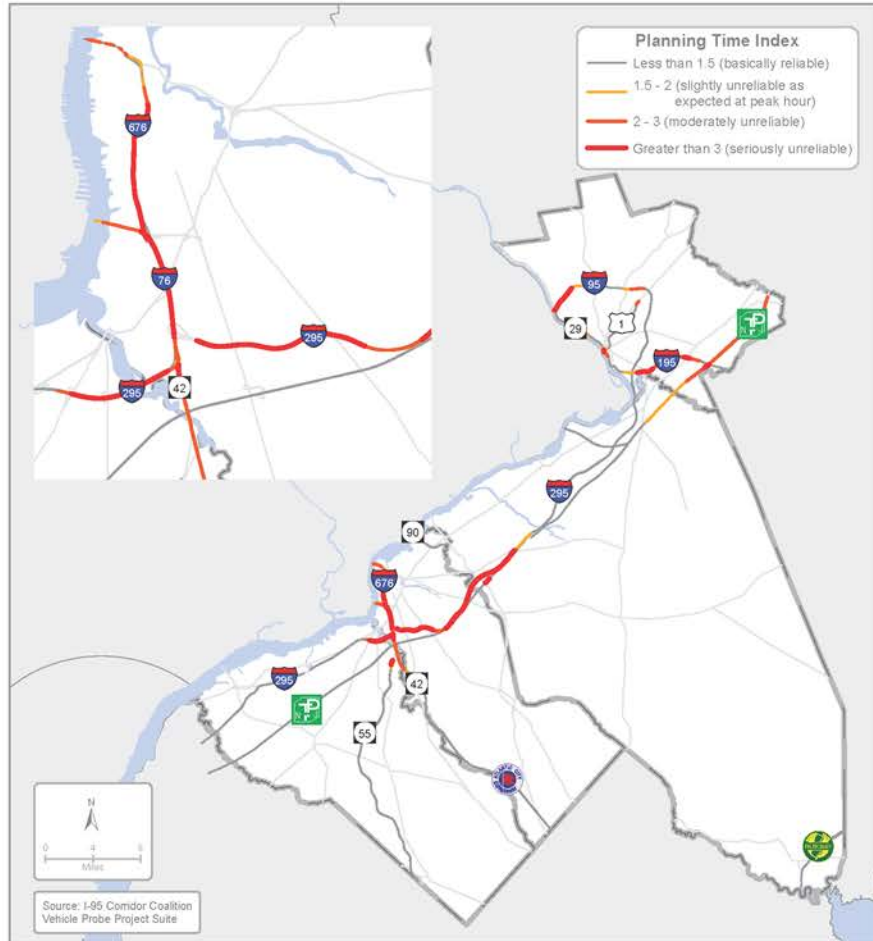 Planning Time Index
Less than 1.5 (basically reliable)
1.5 - 2 (slightly unreliable as
expected at peak hour)
2 - 3 (moderately unreliable)
Greater than 3 (seriously unreliable)
676
76
295
295
42
95
29
1
195
295
90
676
295
42
55
N
0 4 8
Miles
Source: I-95 Corridor Coalition
Vehicle Probe Project Suite